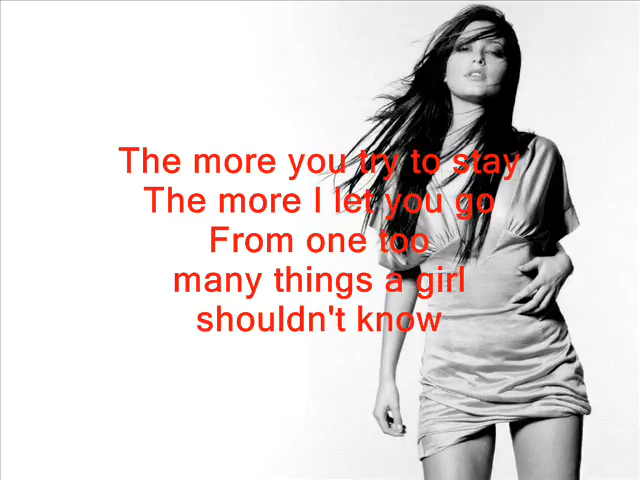 The more you try to stay
The more I let you go
From one too
many things a girl
shouldn't know